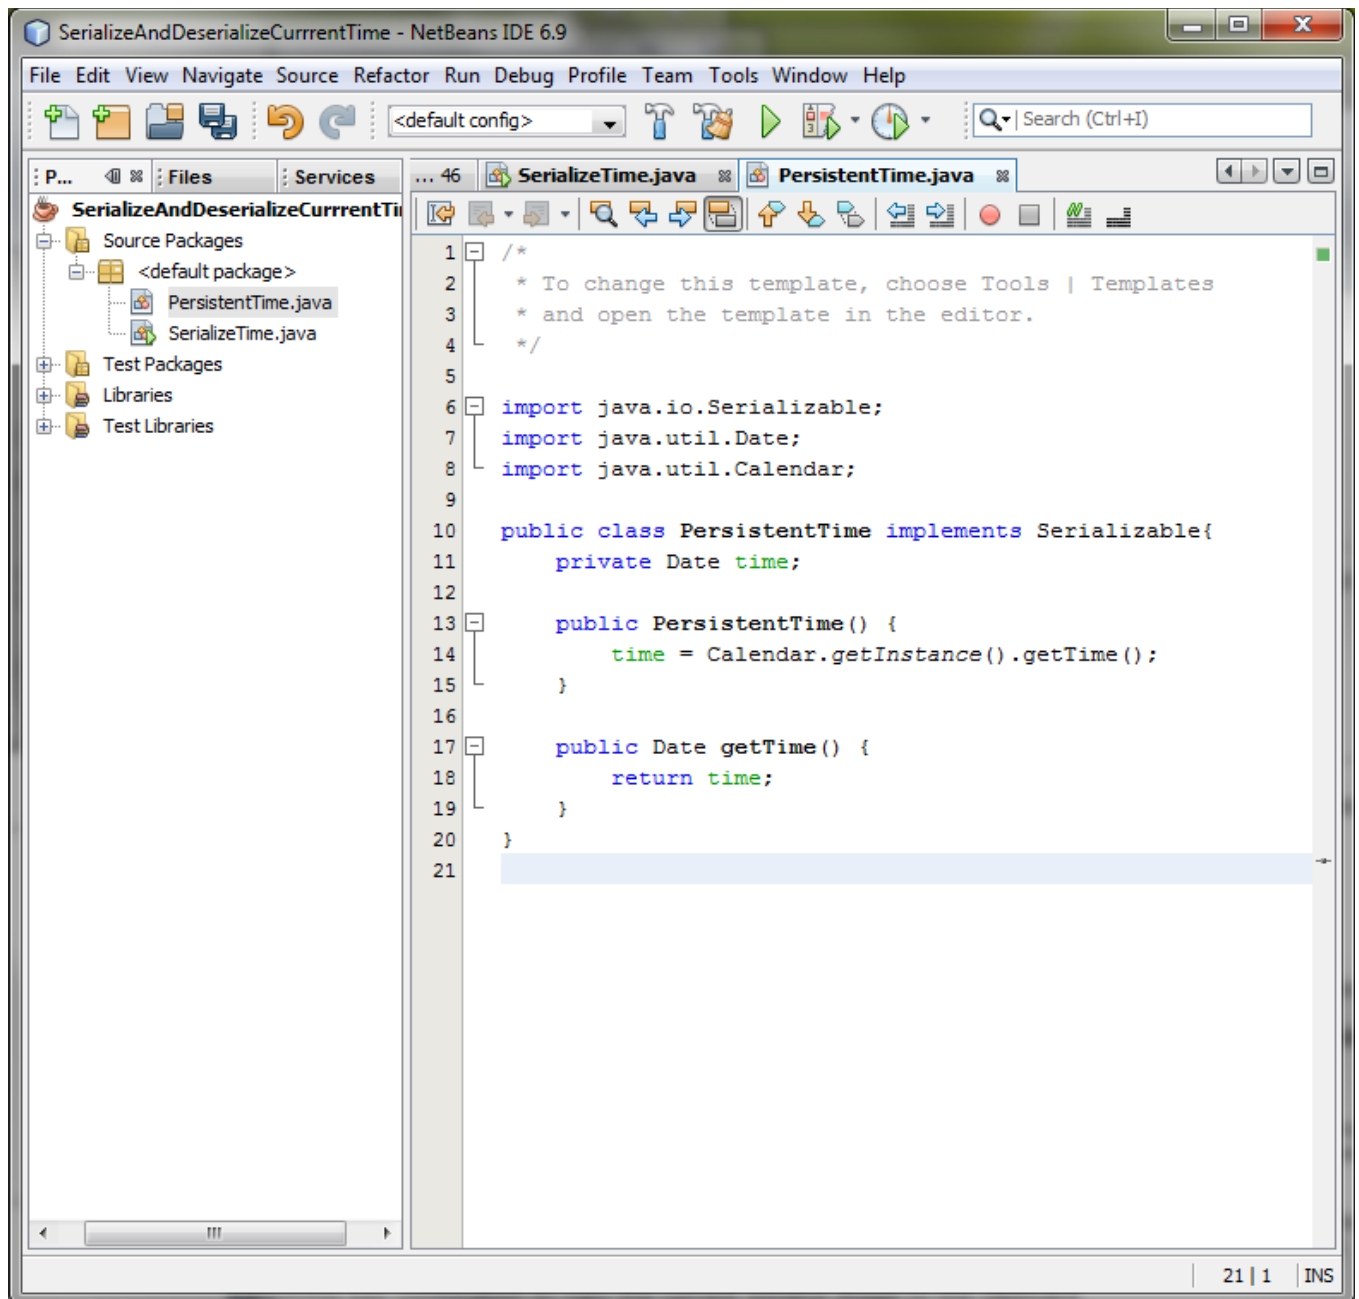 SerializeAndDeserializeCurrrentTime - NetBeans IDE 6.9
File Edit View Navigate Source Refactor Run Debug Profile Team Tools Window Help
<default config>
Search (Ctrl+I)
P...
Files
Services
... 46
SerializeTime.java
PersistentTime.java
SerializeAndDeserializeCurrrentTi
Source Packages
<default package>
PersistentTime.java
SerializeTime.java
Test Packages
Libraries
Test Libraries
1 /*
2 * To change this template, choose Tools | Templates
3 * and open the template in the editor.
4 */
5
6 import java.io.Serializable;
7 import java.util.Date;
8 import java.util.Calendar;
9
10 public class PersistentTime implements Serializable{
11 private Date time;
12
13 public PersistentTime() {
14 time = Calendar.getInstance().getTime();
15 }
16
17 public Date getTime() {
18 return time;
19 }
20 }
21
21 | 1
INS